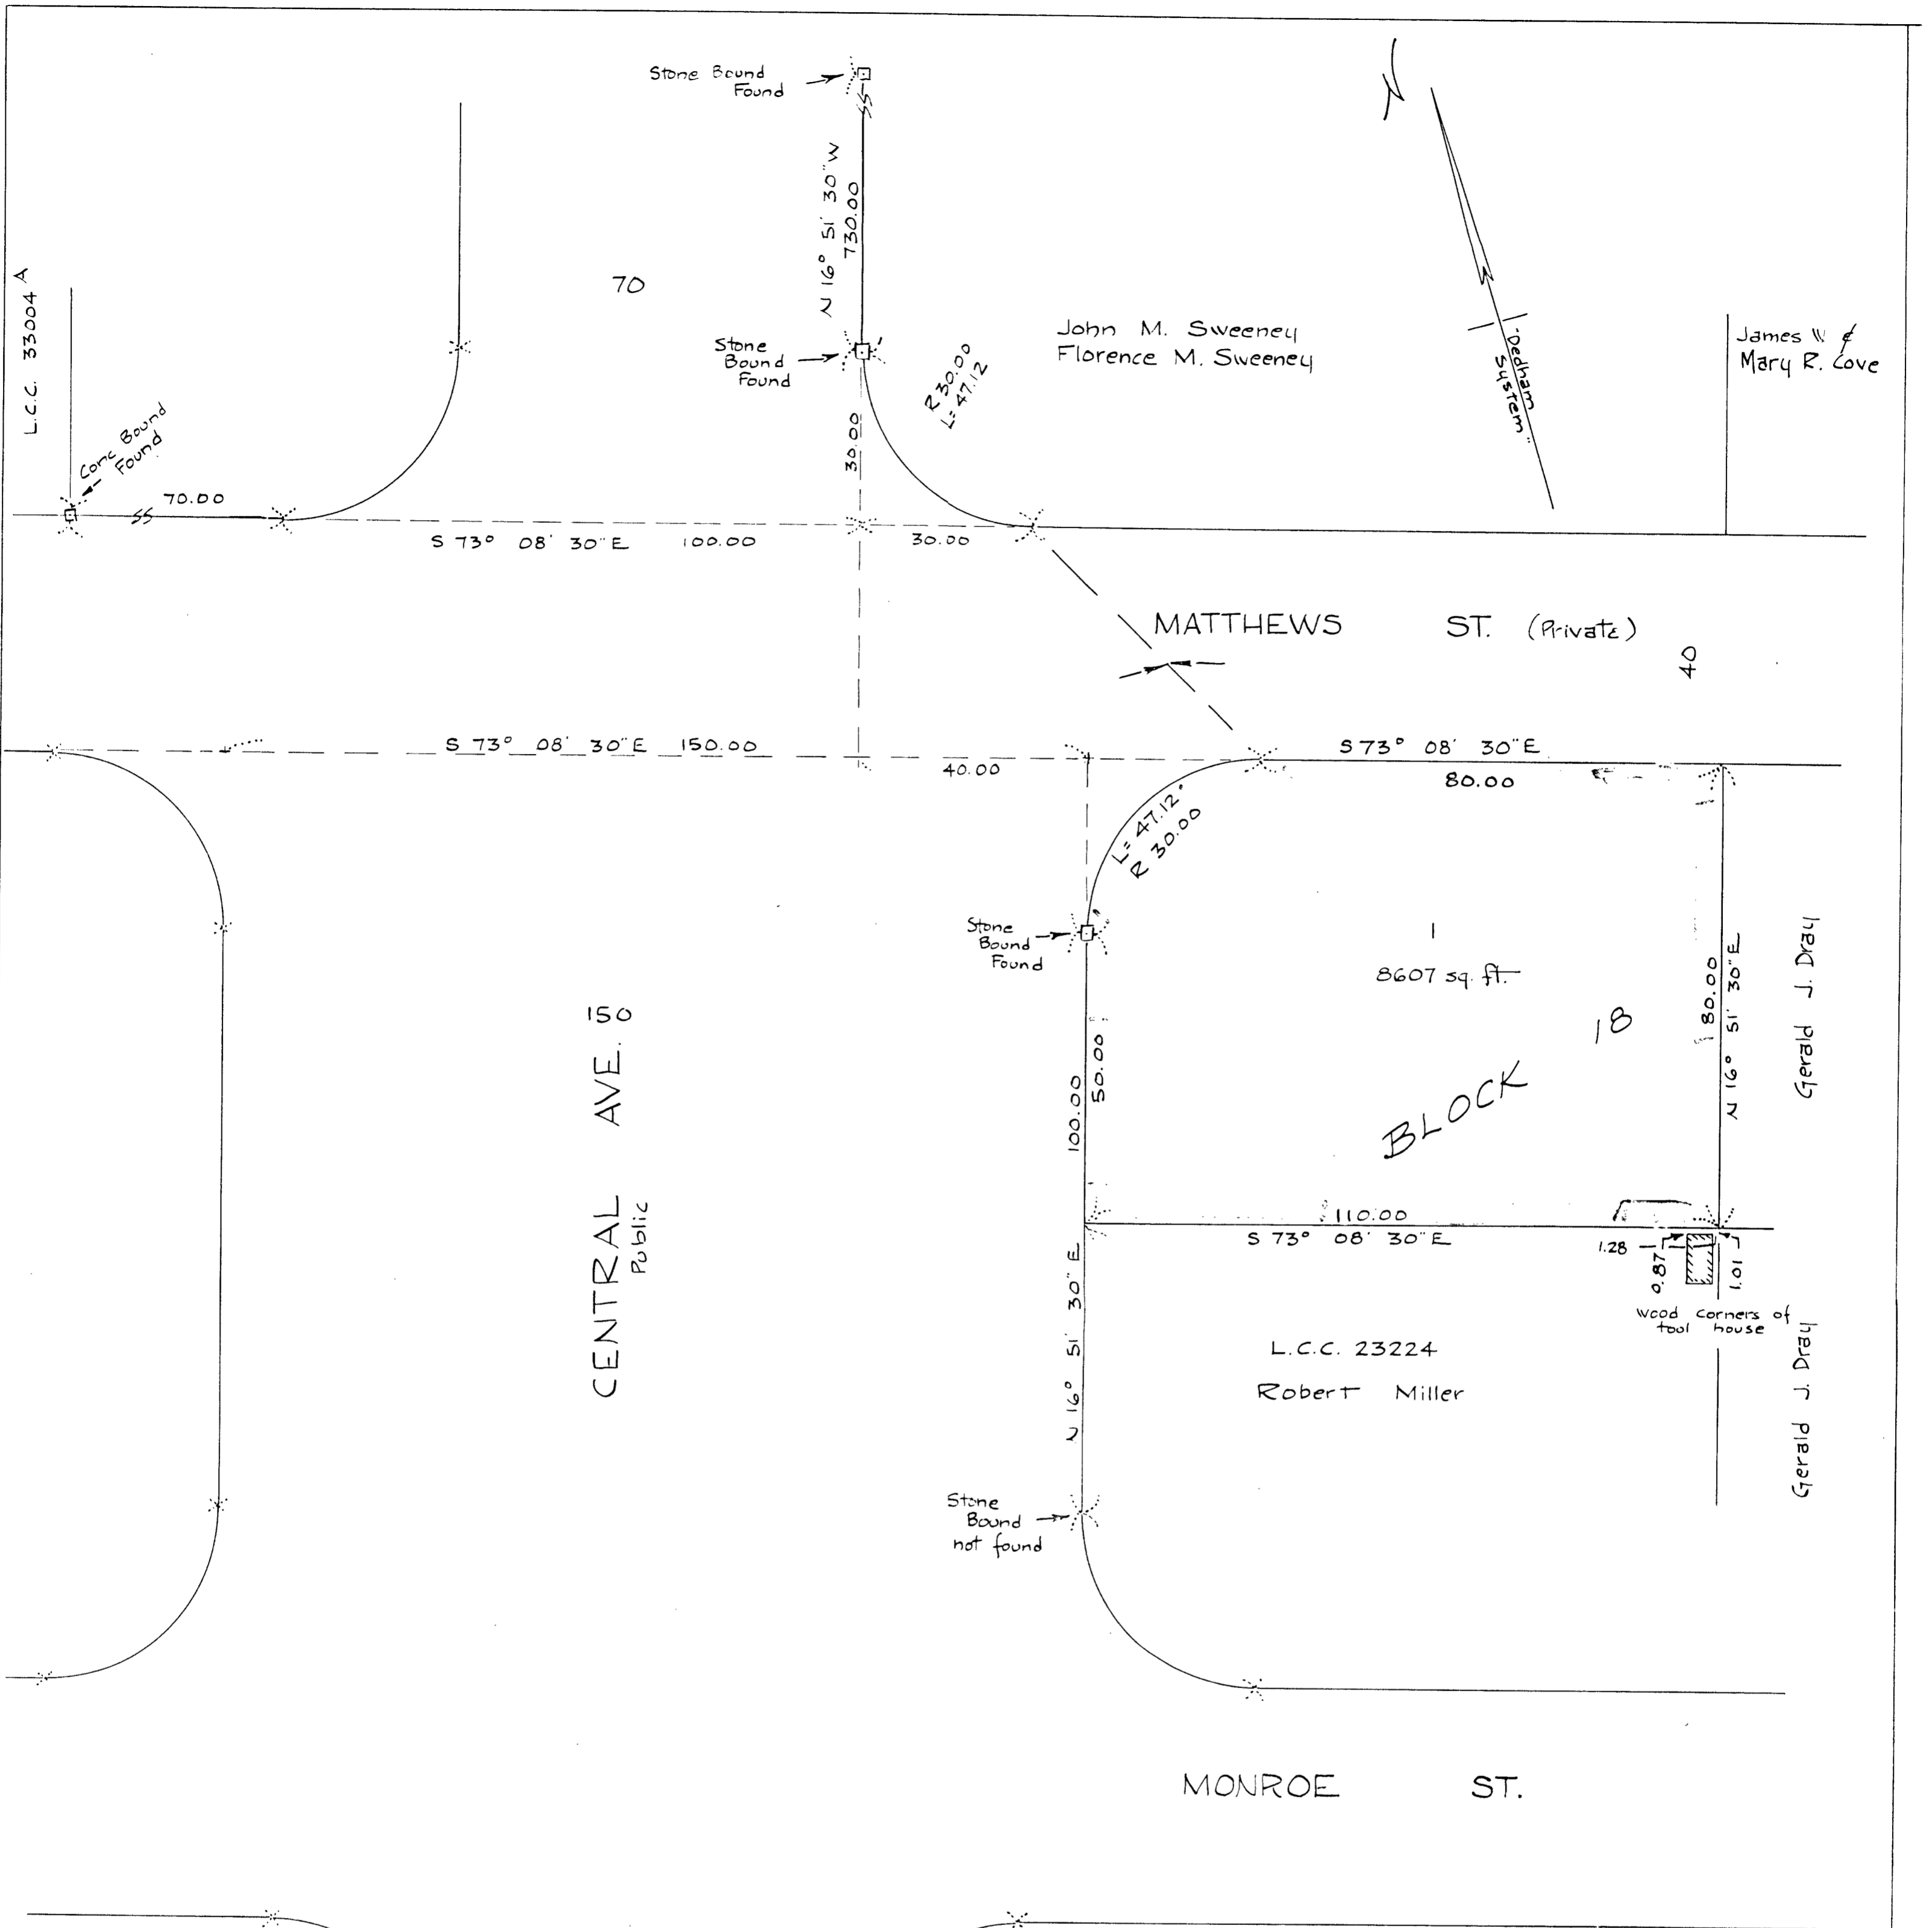 Stone Bound
Found
N
N 16° 51' 30" W
730.00
70
L.C.C. 33004 A
John M. Sweeney
Florence M. Sweeney
"Dedham
System"
James W &
Mary R. Cove
Stone
Bound
Found
R 30.00
L= 47.12
30.00
Conc Bound
Found
70.00
S 73° 08' 30" E 100.00
30.00
MATTHEWS ST. (Private)
40
S 73° 08' 30" E 150.00
40.00
S 73° 08' 30" E
80.00
L= 47.12
R 30.00
Stone
Bound
Found
1
8607 sq. ft.
BLOCK 18
80.00
N 16° 51' 30" E
Gerald J. Dray
150
CENTRAL AVE.
Public
100.00
50.00
N 16° 51' 30" E
110.00
S 73° 08' 30" E
1.28
0.87
1.01
wood corners of
tool house
L.C.C. 23224
Robert Miller
Gerald J. Dray
Stone
Bound
not found
MONROE ST.